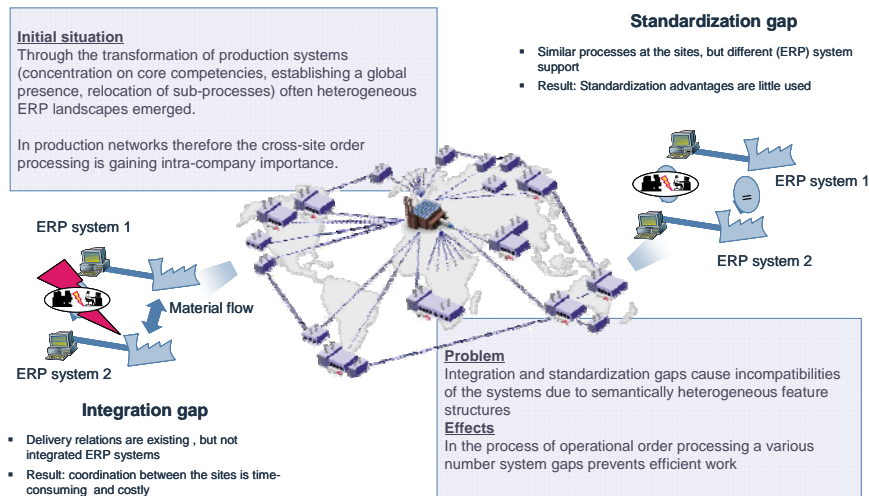 Initial situation
Through the transformation of production systems
(concentration on core competencies, establishing a global
presence, relocation of sub-processes) often heterogeneous
ERP landscapes emerged.
In production networks therefore the cross-site order
processing is gaining intra-company importance.
Standardization gap
▪ Similar processes at the sites, but different (ERP) system
support
▪ Result: Standardization advantages are little used
ERP system 1
=
ERP system 2
ERP system 1
Material flow
ERP system 2
Integration gap
▪ Delivery relations are existing , but not
integrated ERP systems
▪ Result: coordination between the sites is time-
consuming and costly
Problem
Integration and standardization gaps cause incompatibilities
of the systems due to semantically heterogeneous feature
structures
Effects
In the process of operational order processing a various
number system gaps prevents efficient work